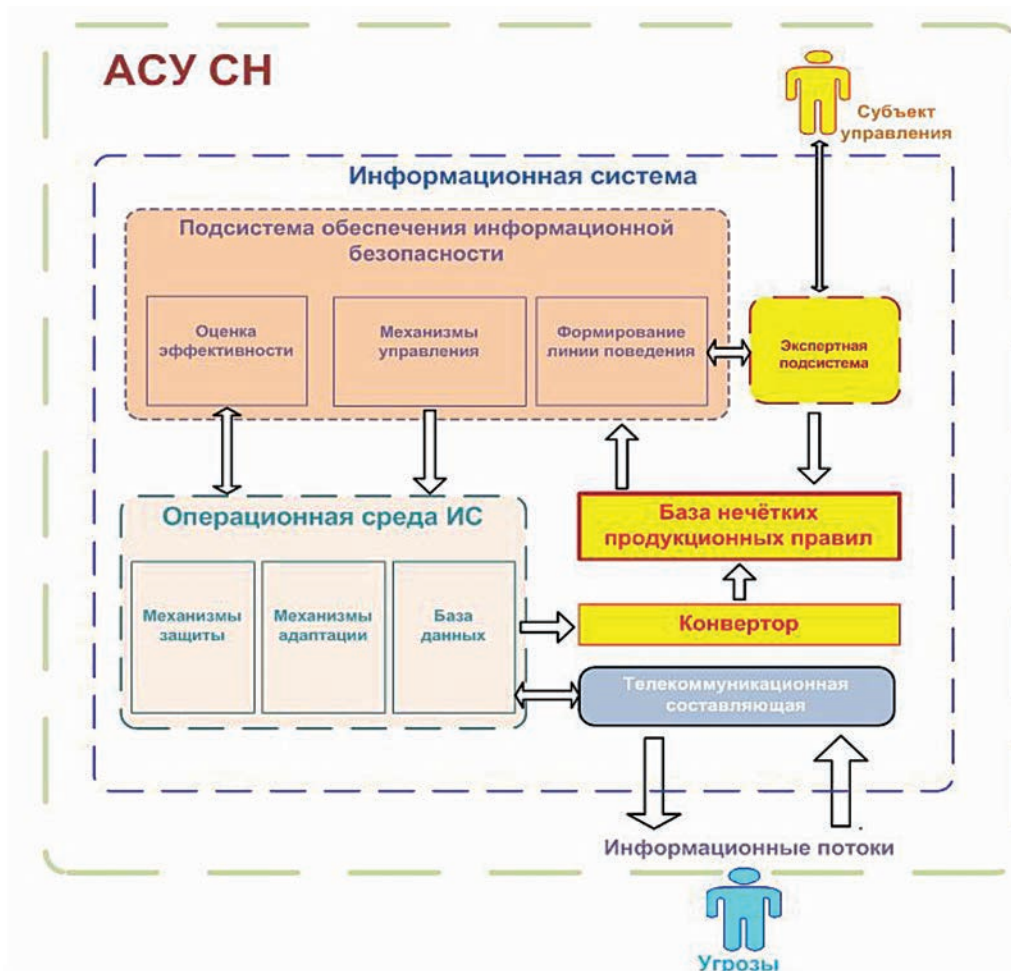 АСУ СН
Субъект
управления
Информационная система
Подсистема обеспечения информационной
безопасности
Оценка
эффективности
Механизмы
управления
Формирование
линии поведения
Экспертная
подсистема
Операционная среда ИС
База нечётких
продукционных правил
Механизмы
защиты
Механизмы
адаптации
База
данных
Конвертор
Телекоммуникационная
составляющая
Информационные потоки
Угрозы